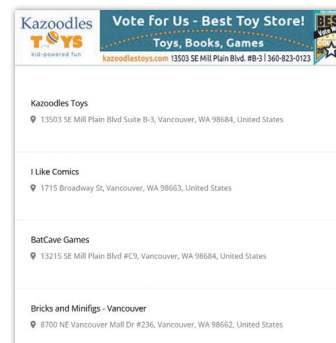 Kazoodles
TOYS
kid-powered fun
Vote for Us - Best Toy Store!
Toys, Books, Games
kazoodlestoys.com 13503 SE Mill Plain Blvd. #B-3 | 360-823-0123
BES
Kazoodles Toys
13503 SE Mill Plain Blvd Suite B-3, Vancouver, WA 98684, United States
I Like Comics
1715 Broadway St, Vancouver, WA 98663, United States
BatCave Games
13215 SE Mill Plain Blvd #C9, Vancouver, WA 98684, United States
Bricks and Minifigs - Vancouver
8700 NE Vancouver Mall Dr #236, Vancouver, WA 98662, United States